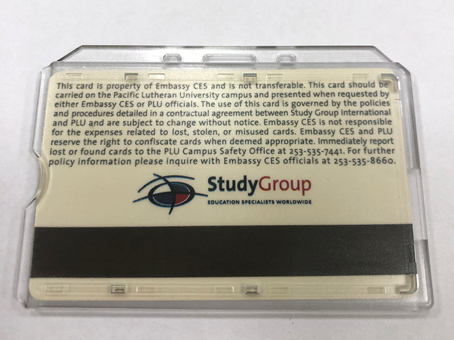 This card is property of Embassy CES and is not transferable. This card should be
carried on the Pacific Lutheran University campus and presented when requested by
either Embassy CES or PLU officials. The use of this card is governed by the policies
and procedures detailed in a contractual agreement between Study Group International
and PLU and are subject to change without notice. Embassy CES is not responsible
for the expenses related to lost, stolen, or misused cards. Embassy CES and PLU
reserve the right to confiscate cards when deemed appropriate. Immediately report
lost or found cards to the PLU Campus Safety Office at 253-535-7441. For further
policy information please inquire with Embassy CES officials at 253-535-8660.
StudyGroup
EDUCATION SPECIALISTS WORLDWIDE